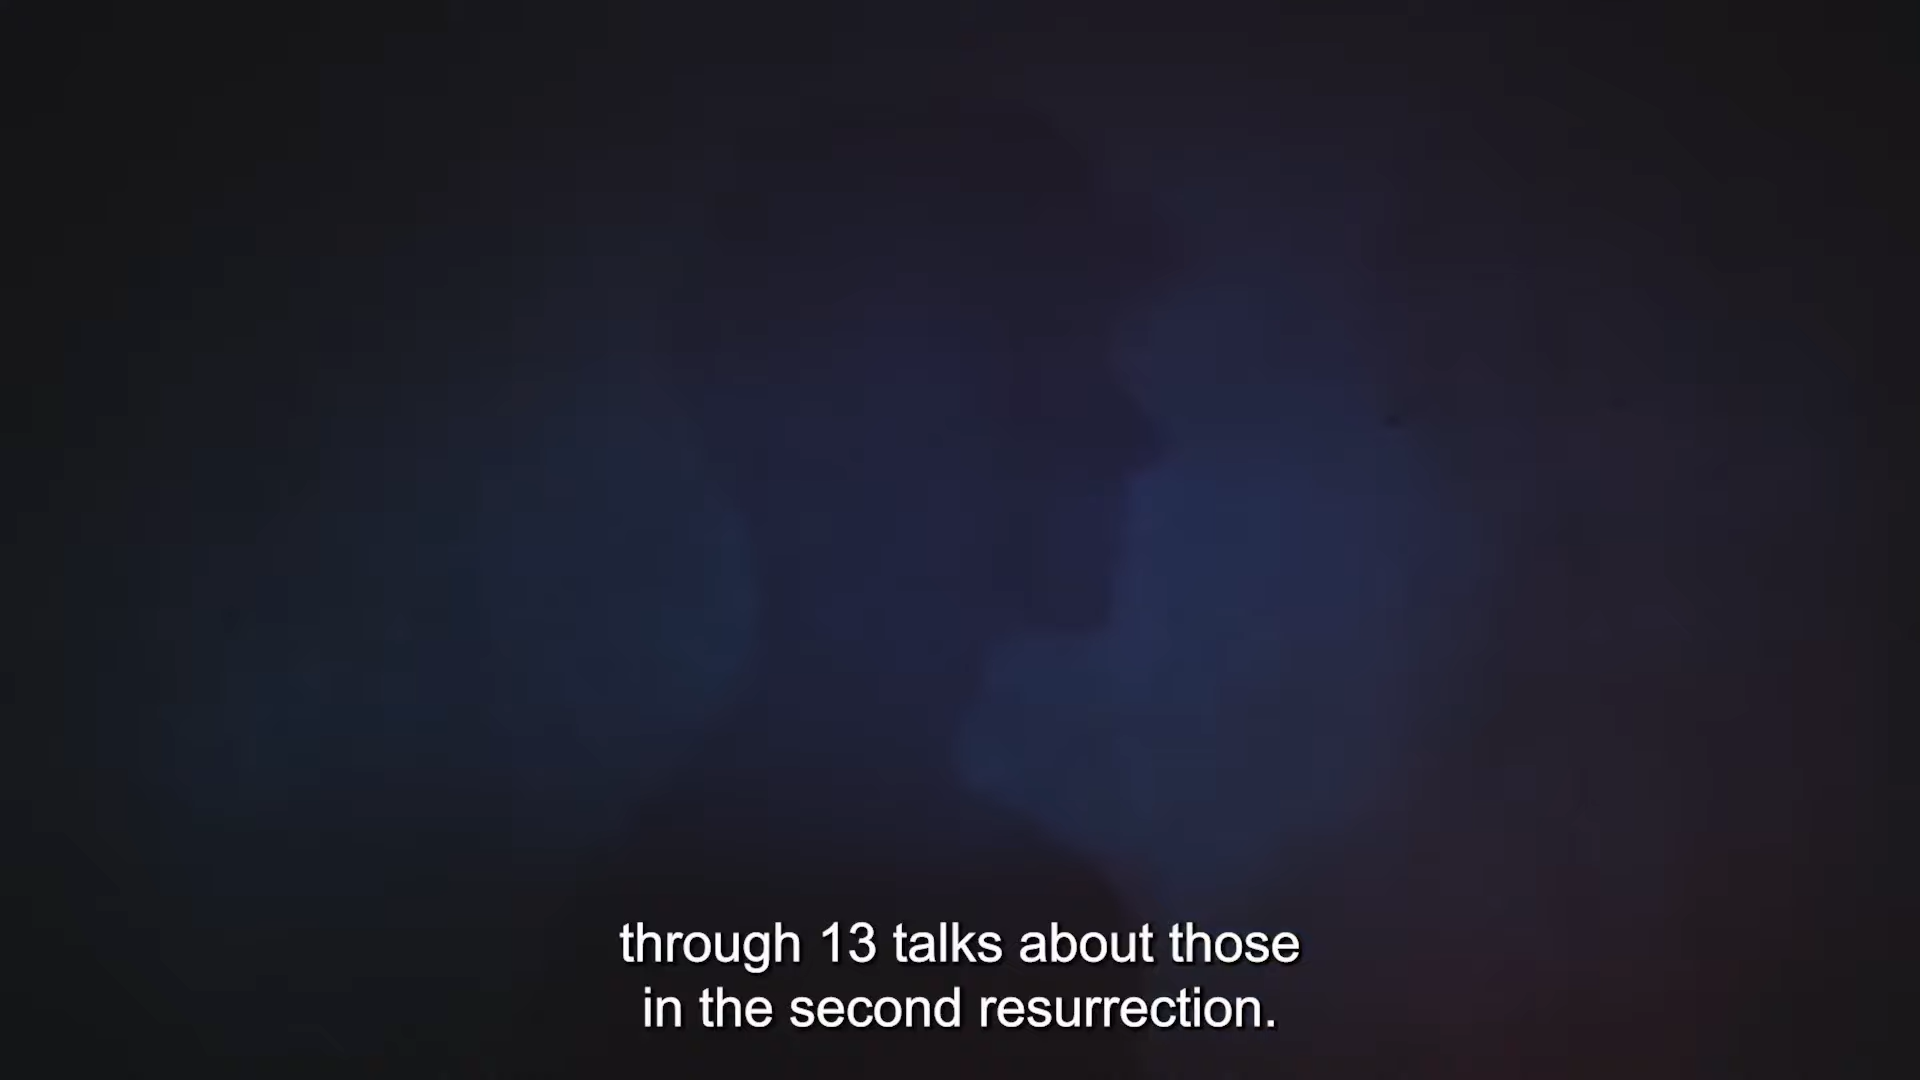 through 13 talks about those
in the second resurrection.